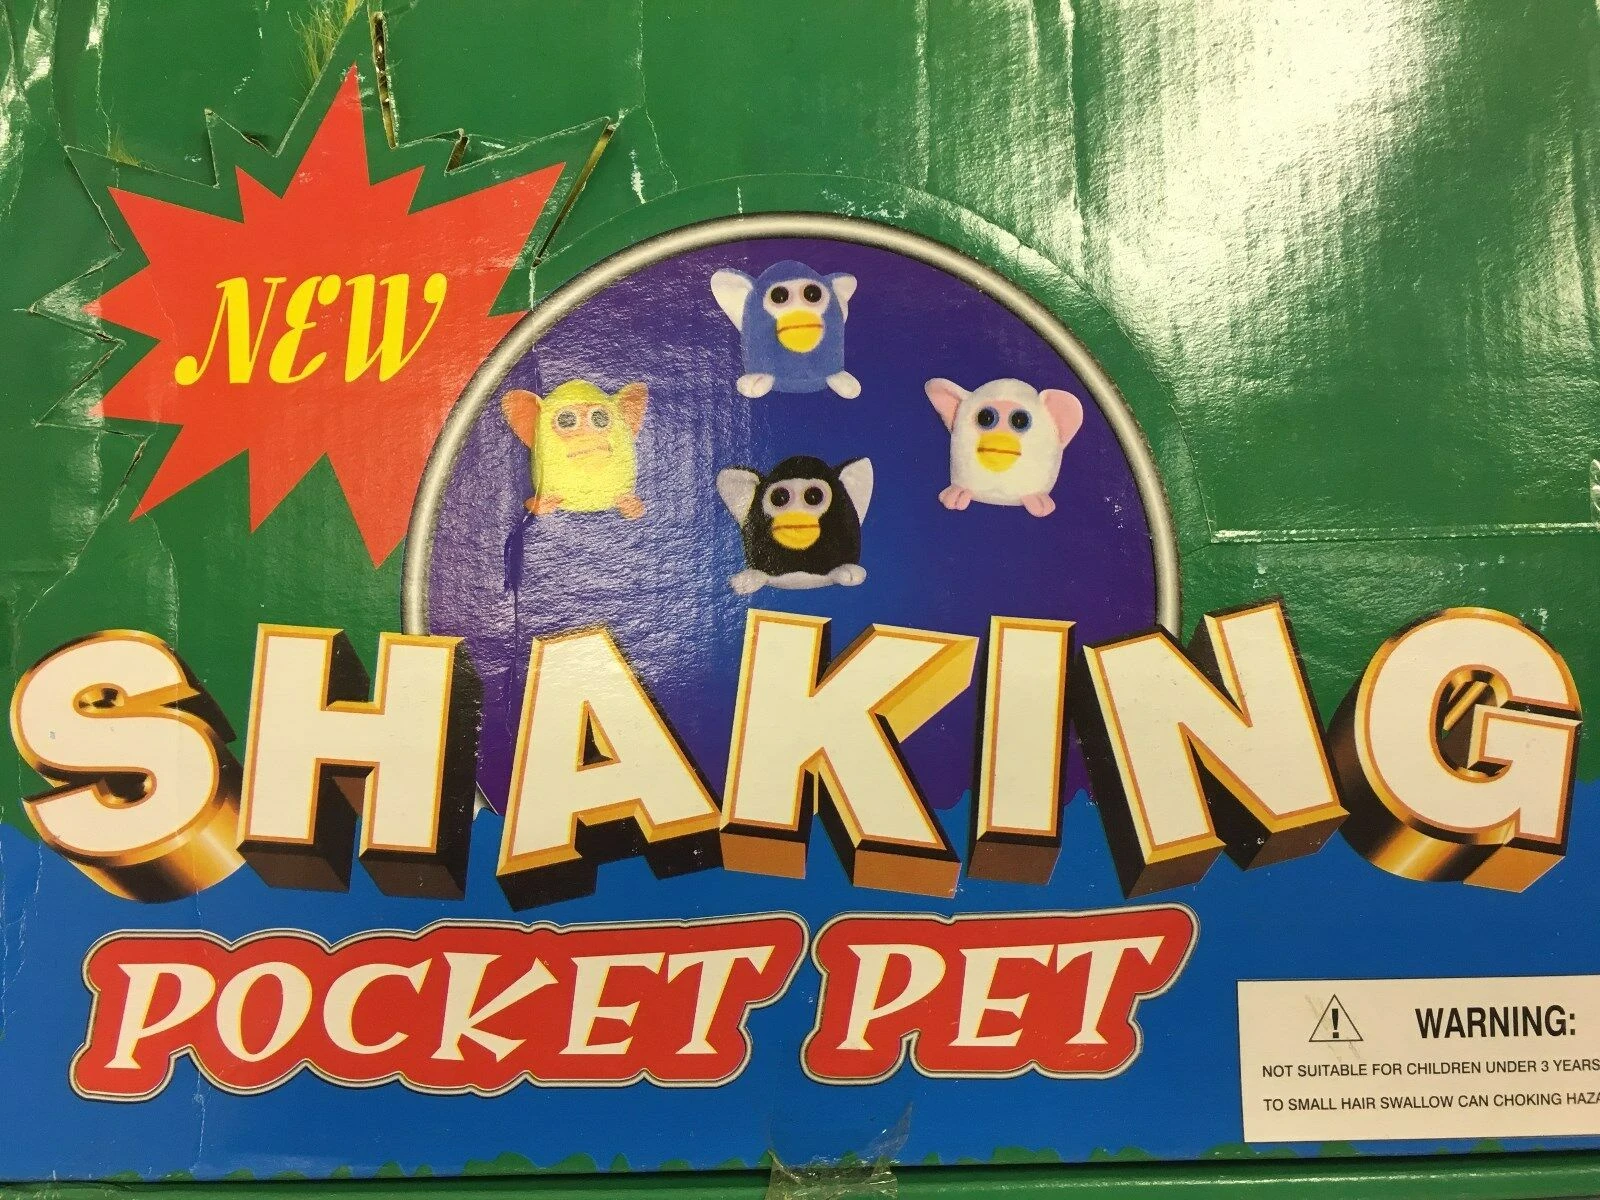 NEW
SHAKING
POCKET PET
WARNING:
NOT SUITABLE FOR CHILDREN UNDER 3 YEARS
TO SMALL HAIR SWALLOW CAN CHOKING